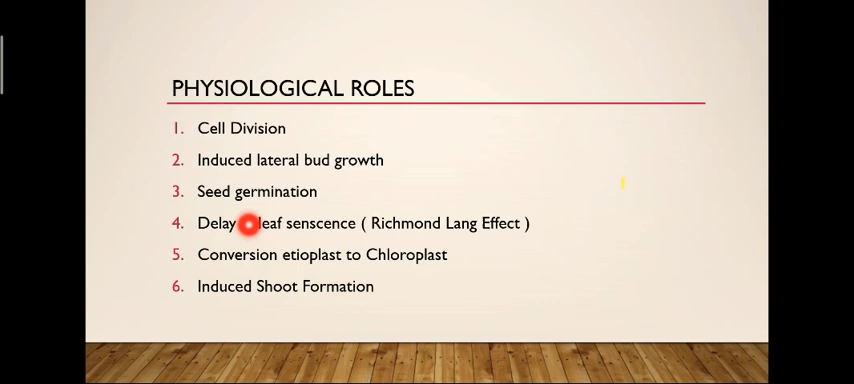 PHYSIOLOGICAL ROLES
1. Cell Division
2. Induced lateral bud growth
3. Seed germination
4. Delay leaf senscence ( Richmond Lang Effect )
5. Conversion etioplast to Chloroplast
6. Induced Shoot Formation